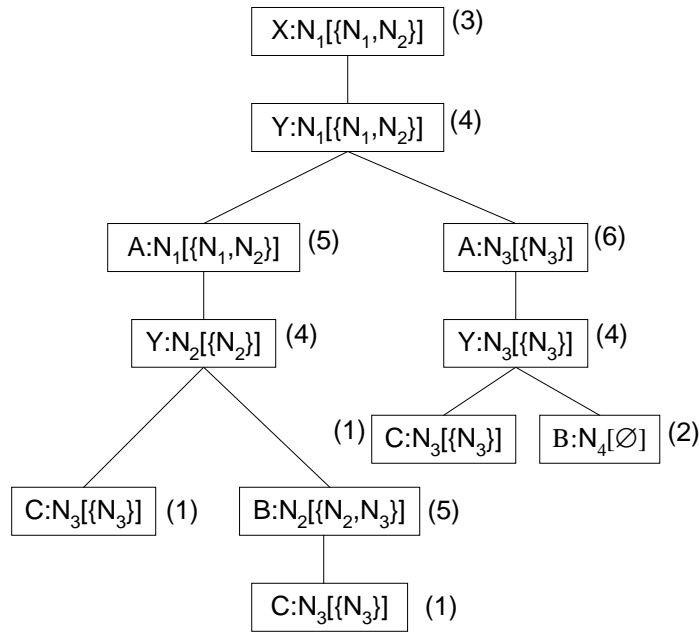 X:N₁[{N₁,N₂}] (3)
Y:N₁[{N₁,N₂}] (4)
A:N₁[{N₁,N₂}] (5) A:N₃[{N₃}] (6)
Y:N₂[{N₂}] (4) Y:N₃[{N₃}] (4)
(1) C:N₃[{N₃}] B:N₄[∅] (2)
C:N₃[{N₃}] (1) B:N₂[{N₂,N₃}] (5)
C:N₃[{N₃}] (1)